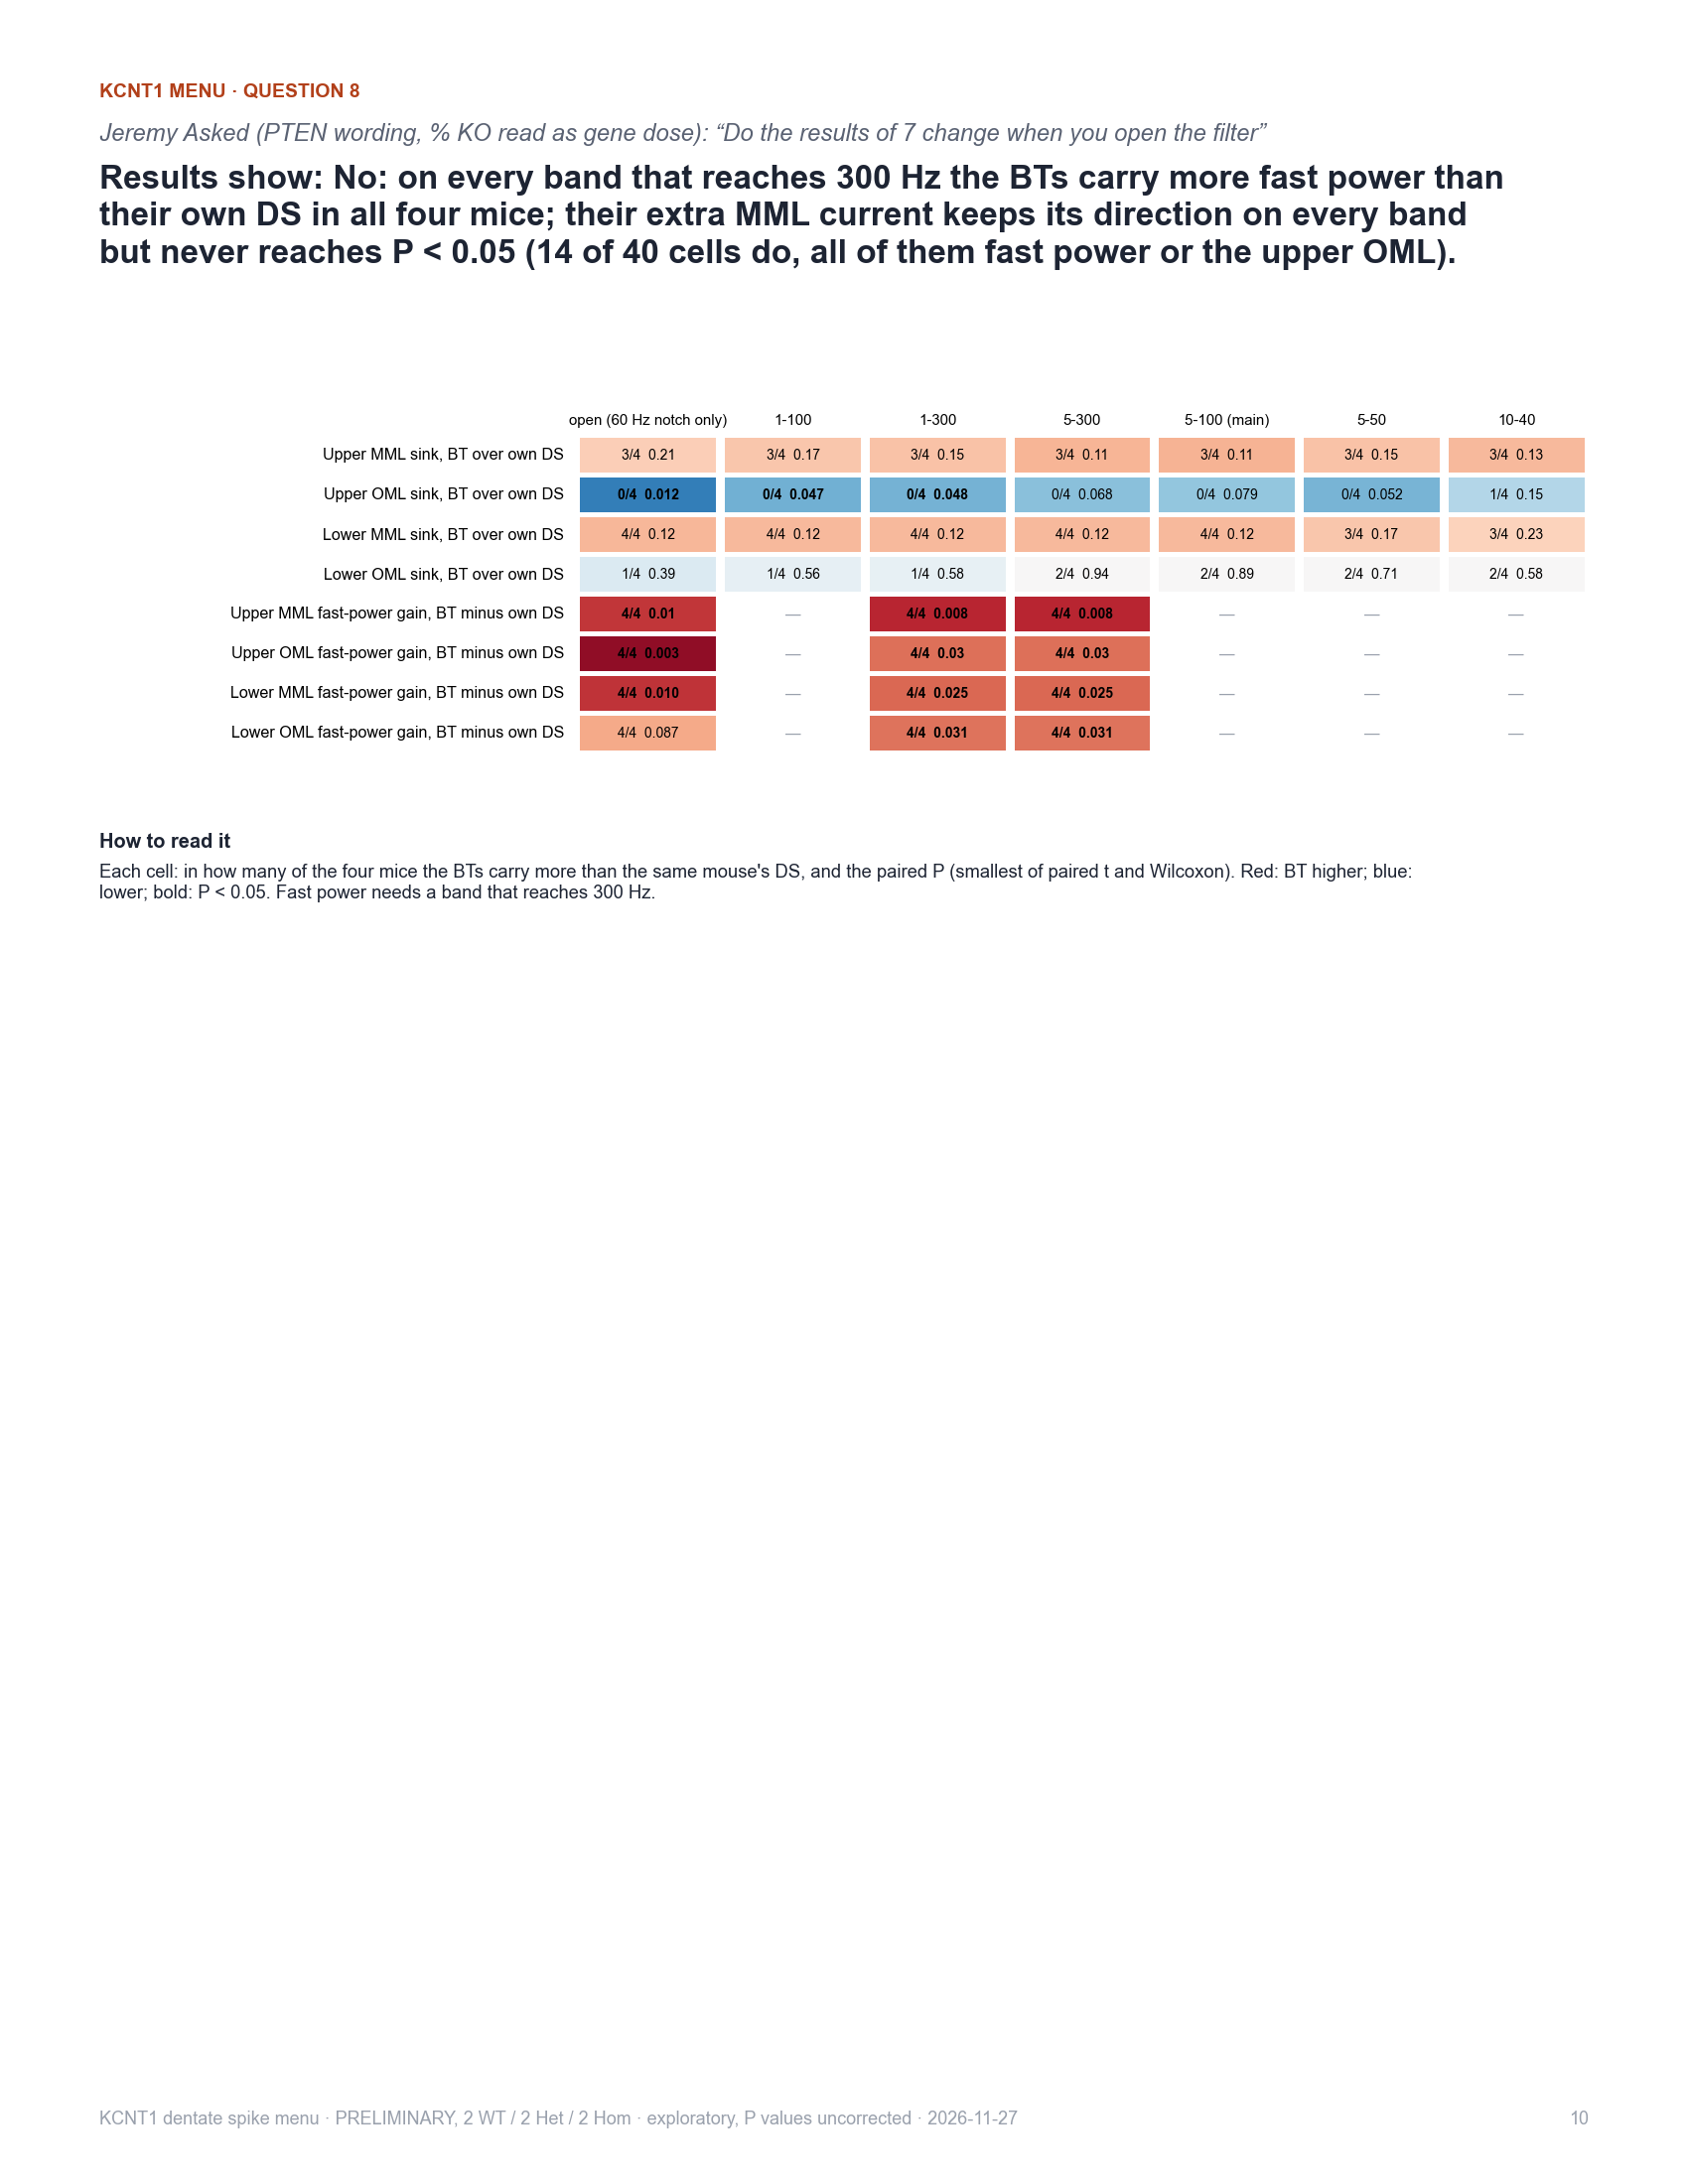 KCNT1 MENU · QUESTION 8
Jeremy Asked (PTEN wording, % KO read as gene dose): “Do the results of 7 change when you open the filter”
Results show: No: on every band that reaches 300 Hz the BTs carry more fast power than
their own DS in all four mice; their extra MML current keeps its direction on every band
but never reaches P < 0.05 (14 of 40 cells do, all of them fast power or the upper OML).
open (60 Hz notch only) 1-100 1-300 5-300 5-100 (main) 5-50 10-40
Upper MML sink, BT over own DS 3/4 0.21 3/4 0.17 3/4 0.15 3/4 0.11 3/4 0.11 3/4 0.15 3/4 0.13
Upper OML sink, BT over own DS 0/4 0.012 0/4 0.047 0/4 0.048 0/4 0.068 0/4 0.079 0/4 0.052 1/4 0.15
Lower MML sink, BT over own DS 4/4 0.12 4/4 0.12 4/4 0.12 4/4 0.12 4/4 0.12 3/4 0.17 3/4 0.23
Lower OML sink, BT over own DS 1/4 0.39 1/4 0.56 1/4 0.58 2/4 0.94 2/4 0.89 2/4 0.71 2/4 0.58
Upper MML fast-power gain, BT minus own DS 4/4 0.01 — 4/4 0.008 4/4 0.008 — — —
Upper OML fast-power gain, BT minus own DS 4/4 0.003 — 4/4 0.03 4/4 0.03 — — —
Lower MML fast-power gain, BT minus own DS 4/4 0.010 — 4/4 0.025 4/4 0.025 — — —
Lower OML fast-power gain, BT minus own DS 4/4 0.087 — 4/4 0.031 4/4 0.031 — — —
How to read it
Each cell: in how many of the four mice the BTs carry more than the same mouse's DS, and the paired P (smallest of paired t and Wilcoxon). Red: BT higher; blue:
lower; bold: P < 0.05. Fast power needs a band that reaches 300 Hz.
KCNT1 dentate spike menu · PRELIMINARY, 2 WT / 2 Het / 2 Hom · exploratory, P values uncorrected · 2026-11-27 10